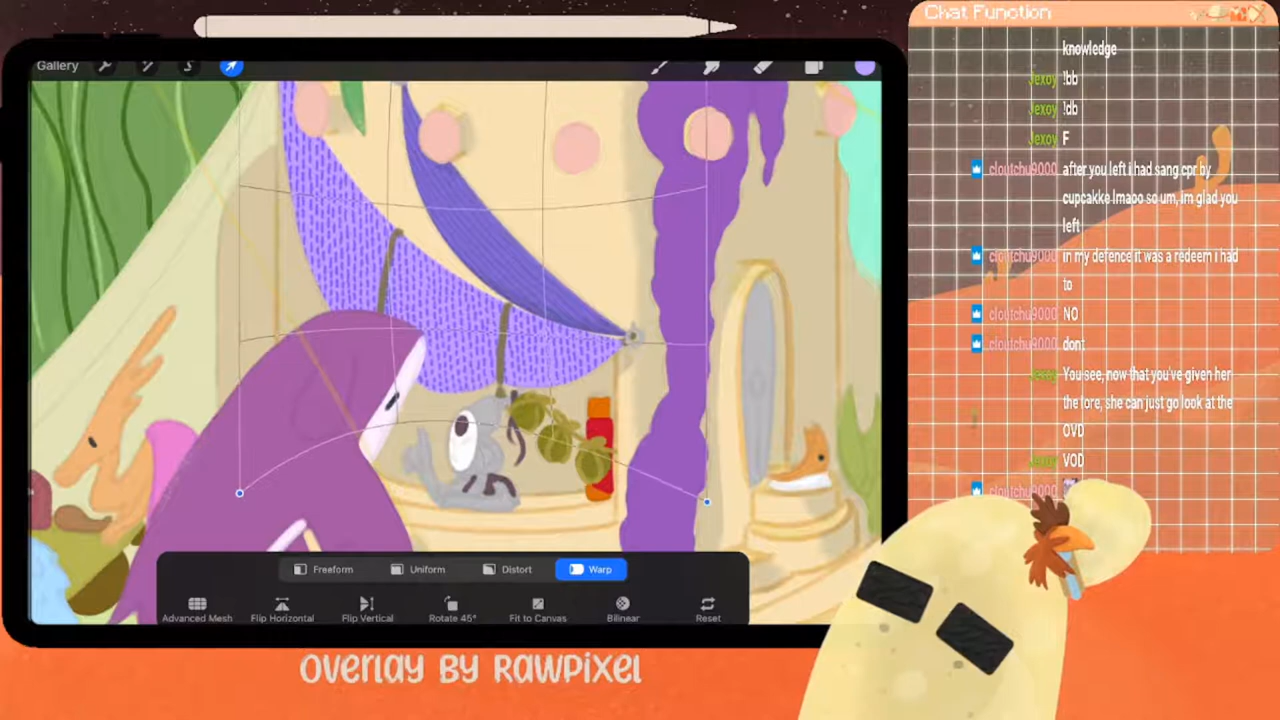 Chat Function
Gallery
knowledge
Jexoy !bb
Jexoy !db
Jexoy F
cloutchu9000 after you left i had sang cpr by
cupcakke lmaoo so um, im glad you
left
cloutchu9000 in my defence it was a redeem i had
to
cloutchu9000 NO
cloutchu9000 dont
Jexoy You see, now that you've given her
the lore, she can just go look at the
OVD
Jexoy VOD
cloutchu9000
Freeform Uniform Distort Warp
Advanced Mesh Flip Horizontal Flip Vertical Rotate 45° Fit to Canvas Bilinear Reset
OVERLAY BY RAWPIXEL